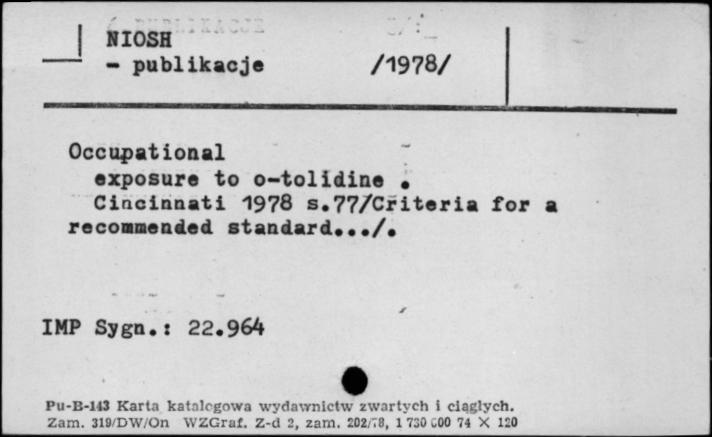 NIOSH
- publikacje /1978/
Occupational
exposure to o-tolidine .
Cincinnati 1978 s.77/Criteria for a
recommended standard.../.
IMP Sygn.: 22.964
Pu-B-143 Karta katalogowa wydawnictw zwartych i ciągłych.
Zam. 319/DW/On WZGraf. Z-d 2, zam. 202/78, 1 730 000 74 X 120